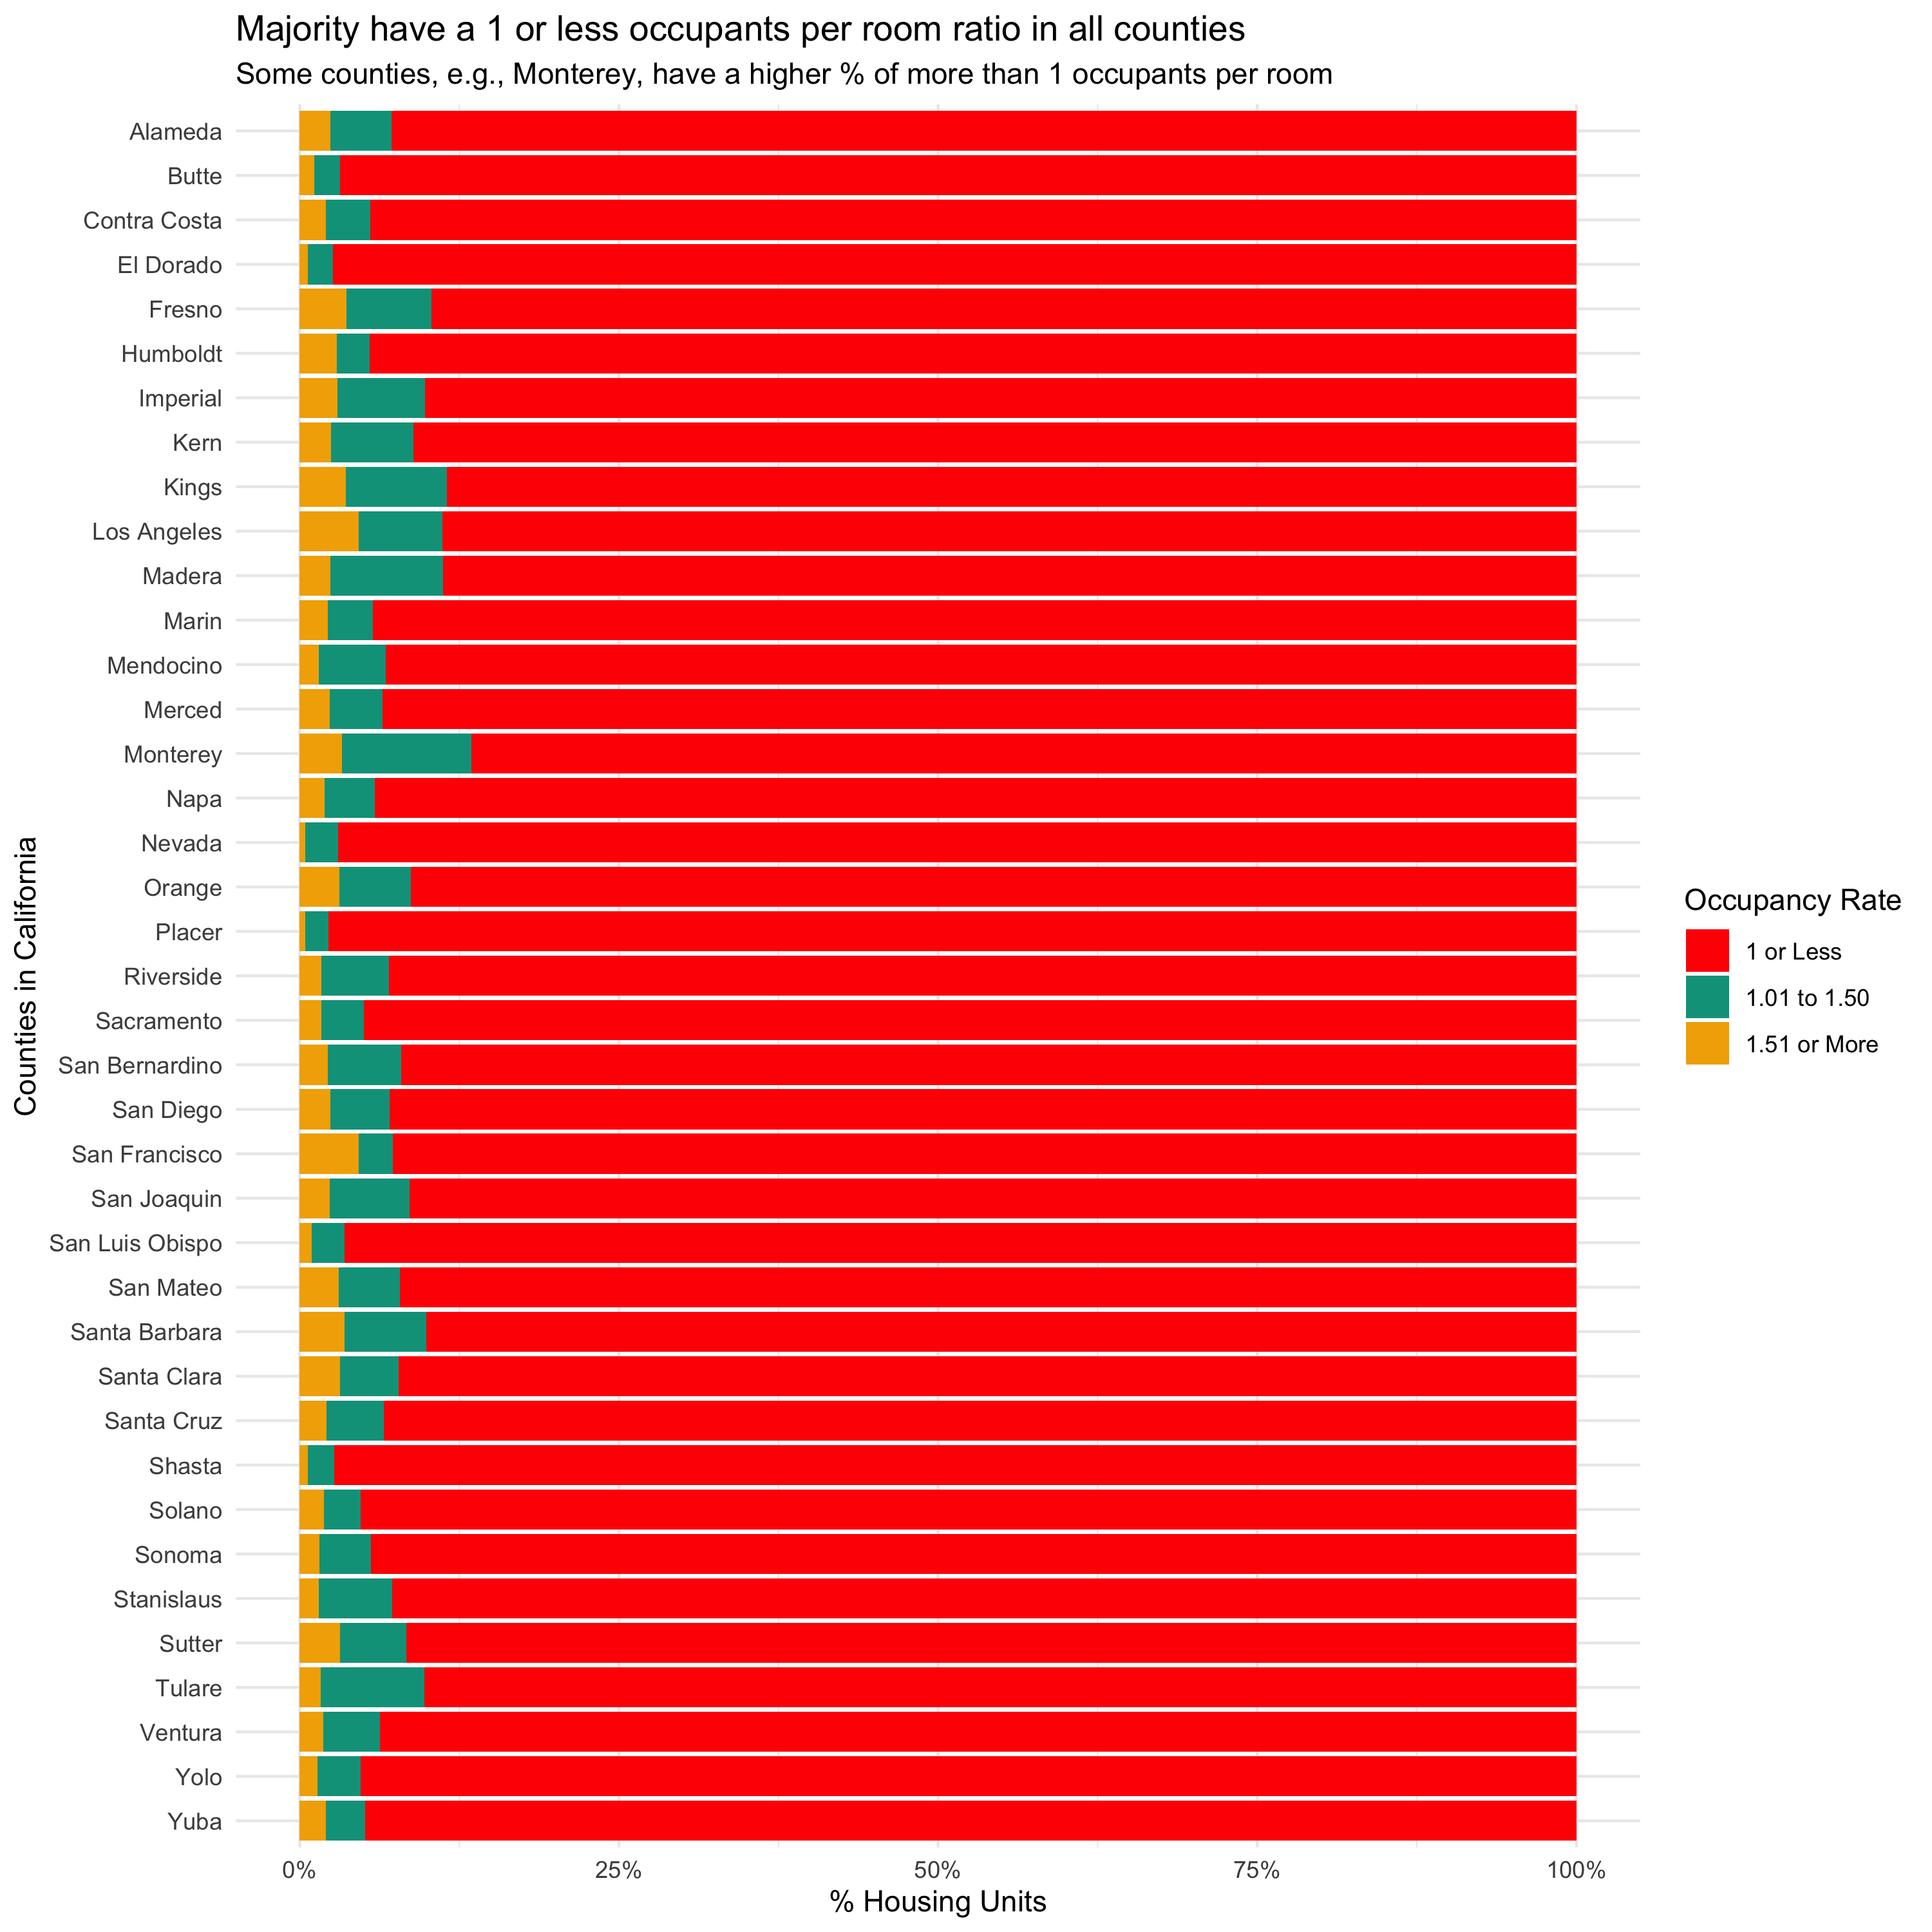 Majority have a 1 or less occupants per room ratio in all counties
Some counties, e.g., Monterey, have a higher % of more than 1 occupants per room
Counties in California
Alameda
Butte
Contra Costa
El Dorado
Fresno
Humboldt
Imperial
Kern
Kings
Los Angeles
Madera
Marin
Mendocino
Merced
Monterey
Napa
Nevada
Orange
Placer
Riverside
Sacramento
San Bernardino
San Diego
San Francisco
San Joaquin
San Luis Obispo
San Mateo
Santa Barbara
Santa Clara
Santa Cruz
Shasta
Solano
Sonoma
Stanislaus
Sutter
Tulare
Ventura
Yolo
Yuba
0% 25% 50% 75% 100%
% Housing Units
Occupancy Rate
1 or Less
1.01 to 1.50
1.51 or More